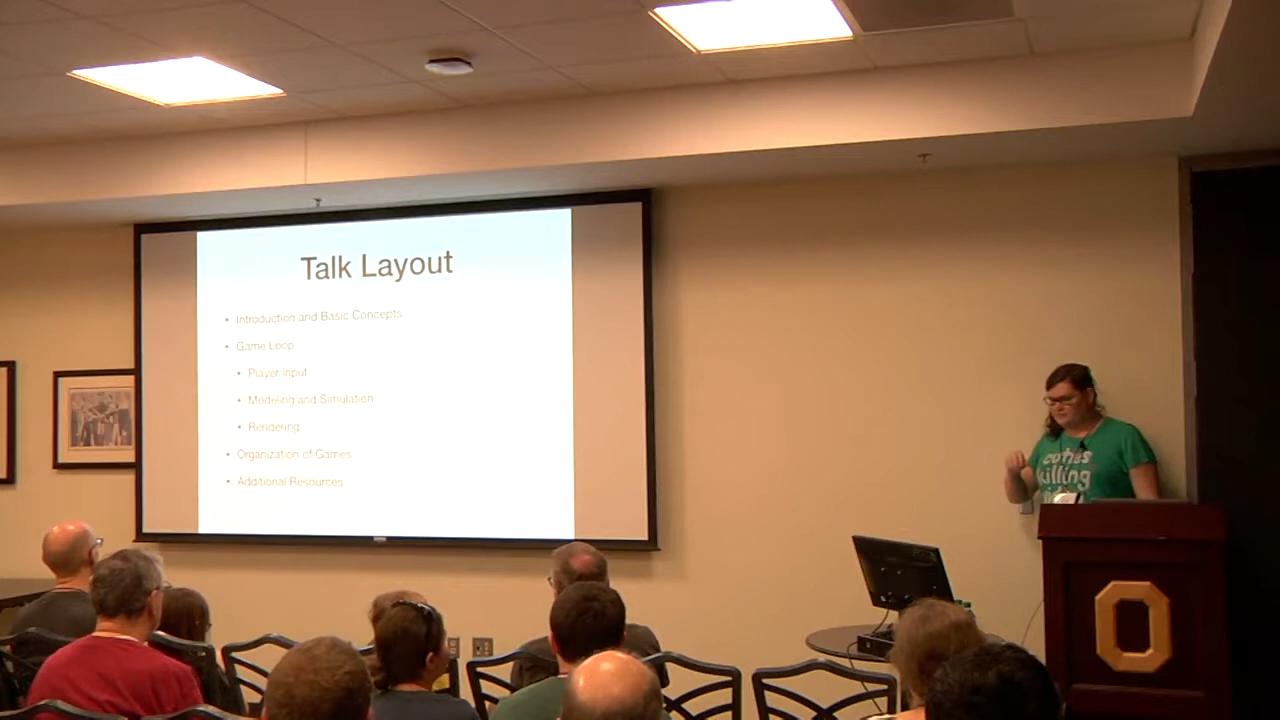 Talk Layout
• Introduction and Basic Concepts
• Game Loop
• Player Input
• Modeling and Simulation
• Rendering
• Organization of Games
• Additional Resources
killing
O